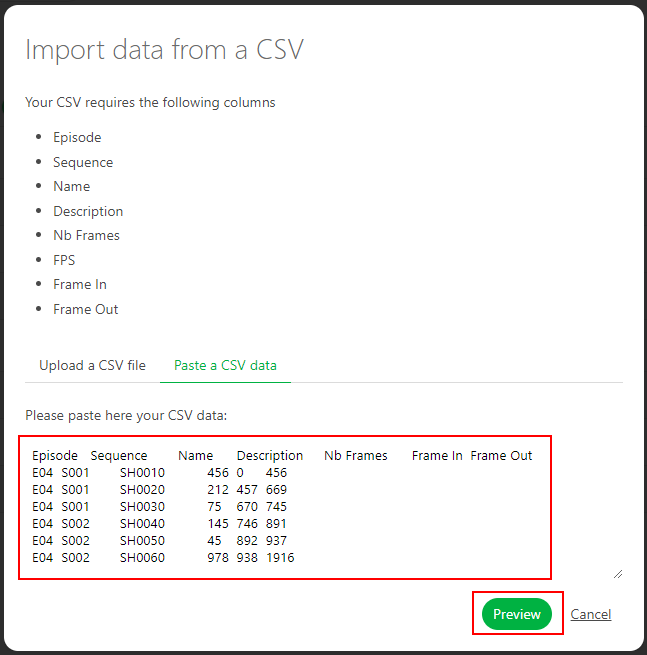 Import data from a CSV
Your CSV requires the following columns
Episode
Sequence
Name
Description
Nb Frames
FPS
Frame In
Frame Out
Upload a CSV file Paste a CSV data
Please paste here your CSV data:
Episode Sequence Name Description Nb Frames Frame In Frame Out
E04 S001 SH0010 456 0 456
E04 S001 SH0020 212 457 669
E04 S001 SH0030 75 670 745
E04 S002 SH0040 145 746 891
E04 S002 SH0050 45 892 937
E04 S002 SH0060 978 938 1916
Preview Cancel